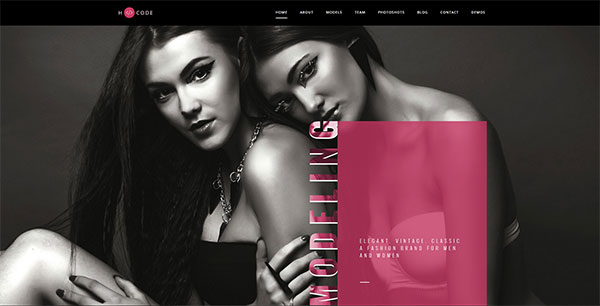 H CODE
HOME ABOUT MODELS TEAM PHOTOSHOTS BLOG CONTACT DEMOS
MODELING
ELEGANT, VINTAGE, CLASSIC
A FASHION BRAND FOR MEN
AND WOMEN